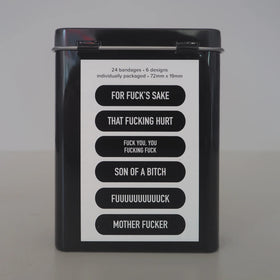 24 bandages • 6 designs
individually packaged • 72mm x 19mm
FOR FUCK'S SAKE
THAT FUCKING HURT
FUCK YOU, YOU
FUCKING FUCK
SON OF A BITCH
FUUUUUUUUUUCK
MOTHER FUCKER